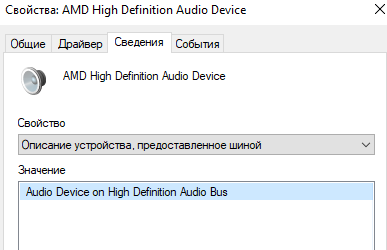 Свойства: AMD High Definition Audio Device
Общие Драйвер Сведения События
AMD High Definition Audio Device
Свойство
Описание устройства, предоставленное шиной
Значение
Audio Device on High Definition Audio Bus